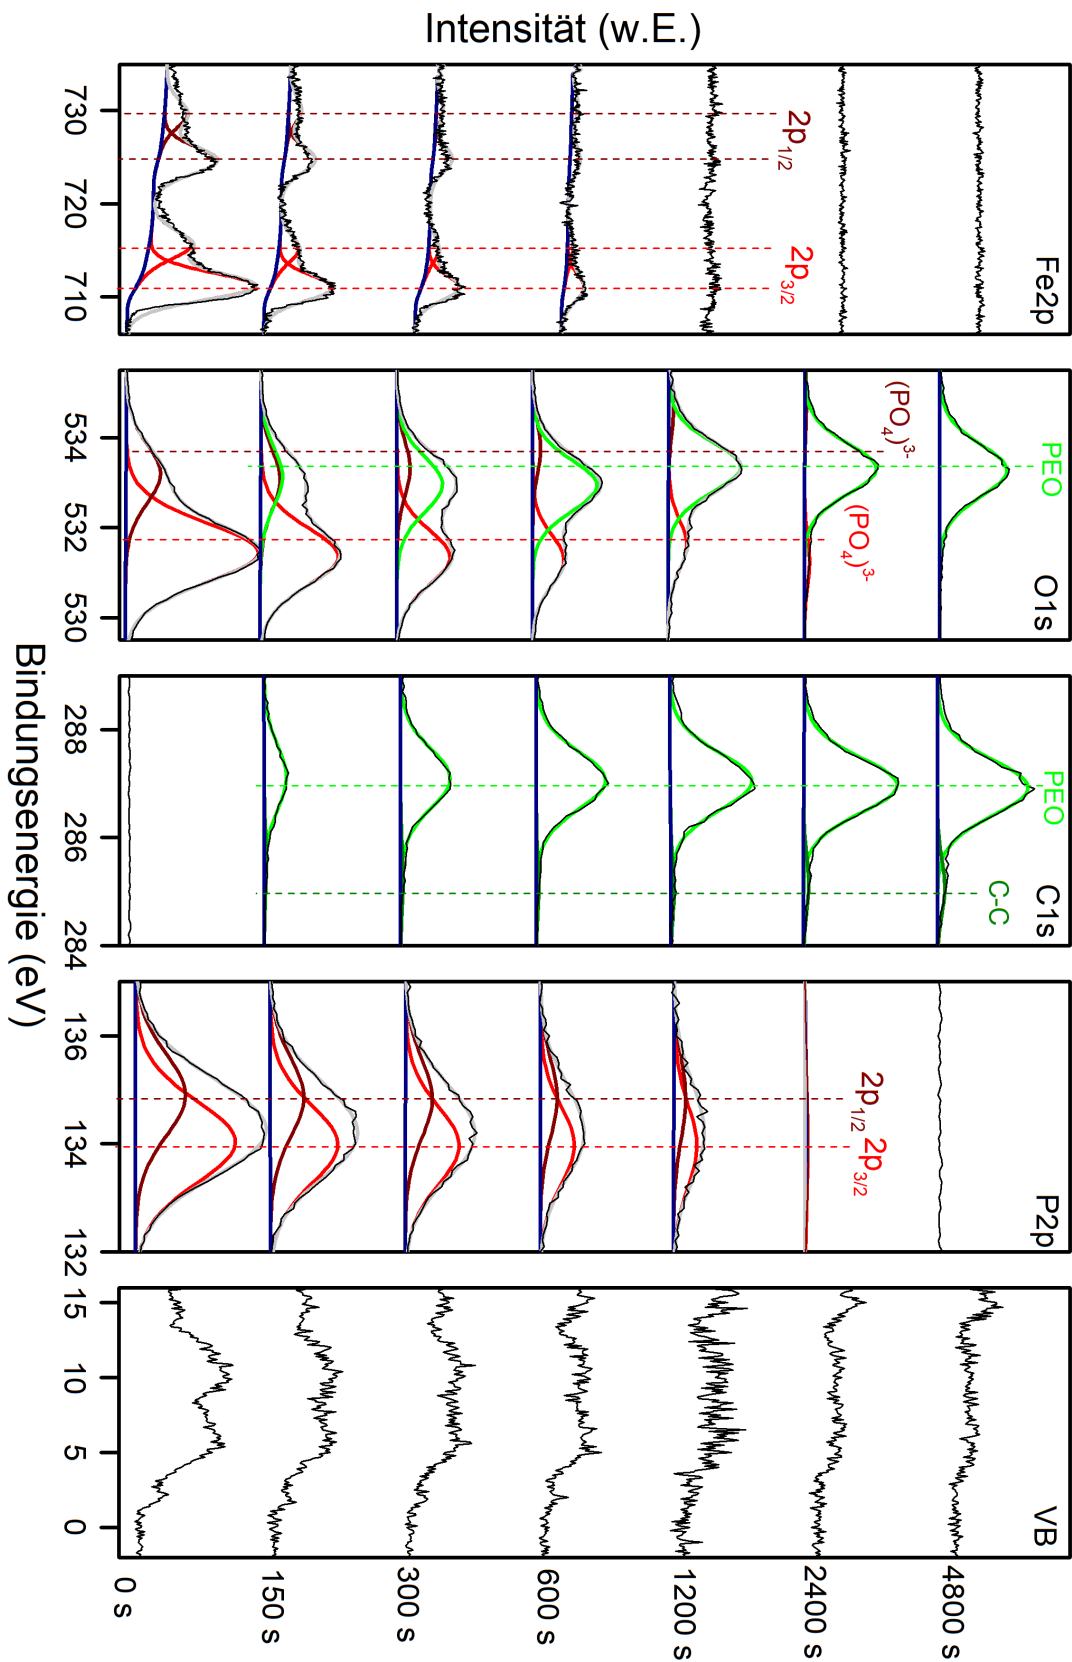 Intensität (w.E.)
Fe2p
O1s
C1s
P2p
VB
2p1/2
2p3/2
(PO4)3-
PEO
(PO4)3-
PEO
C-C
2p1/2 2p3/2
4800 s
2400 s
1200 s
600 s
300 s
150 s
0 s
730 720 710
534 532 530
288 286 284
136 134 132
15 10 5 0
Bindungsenergie (eV)